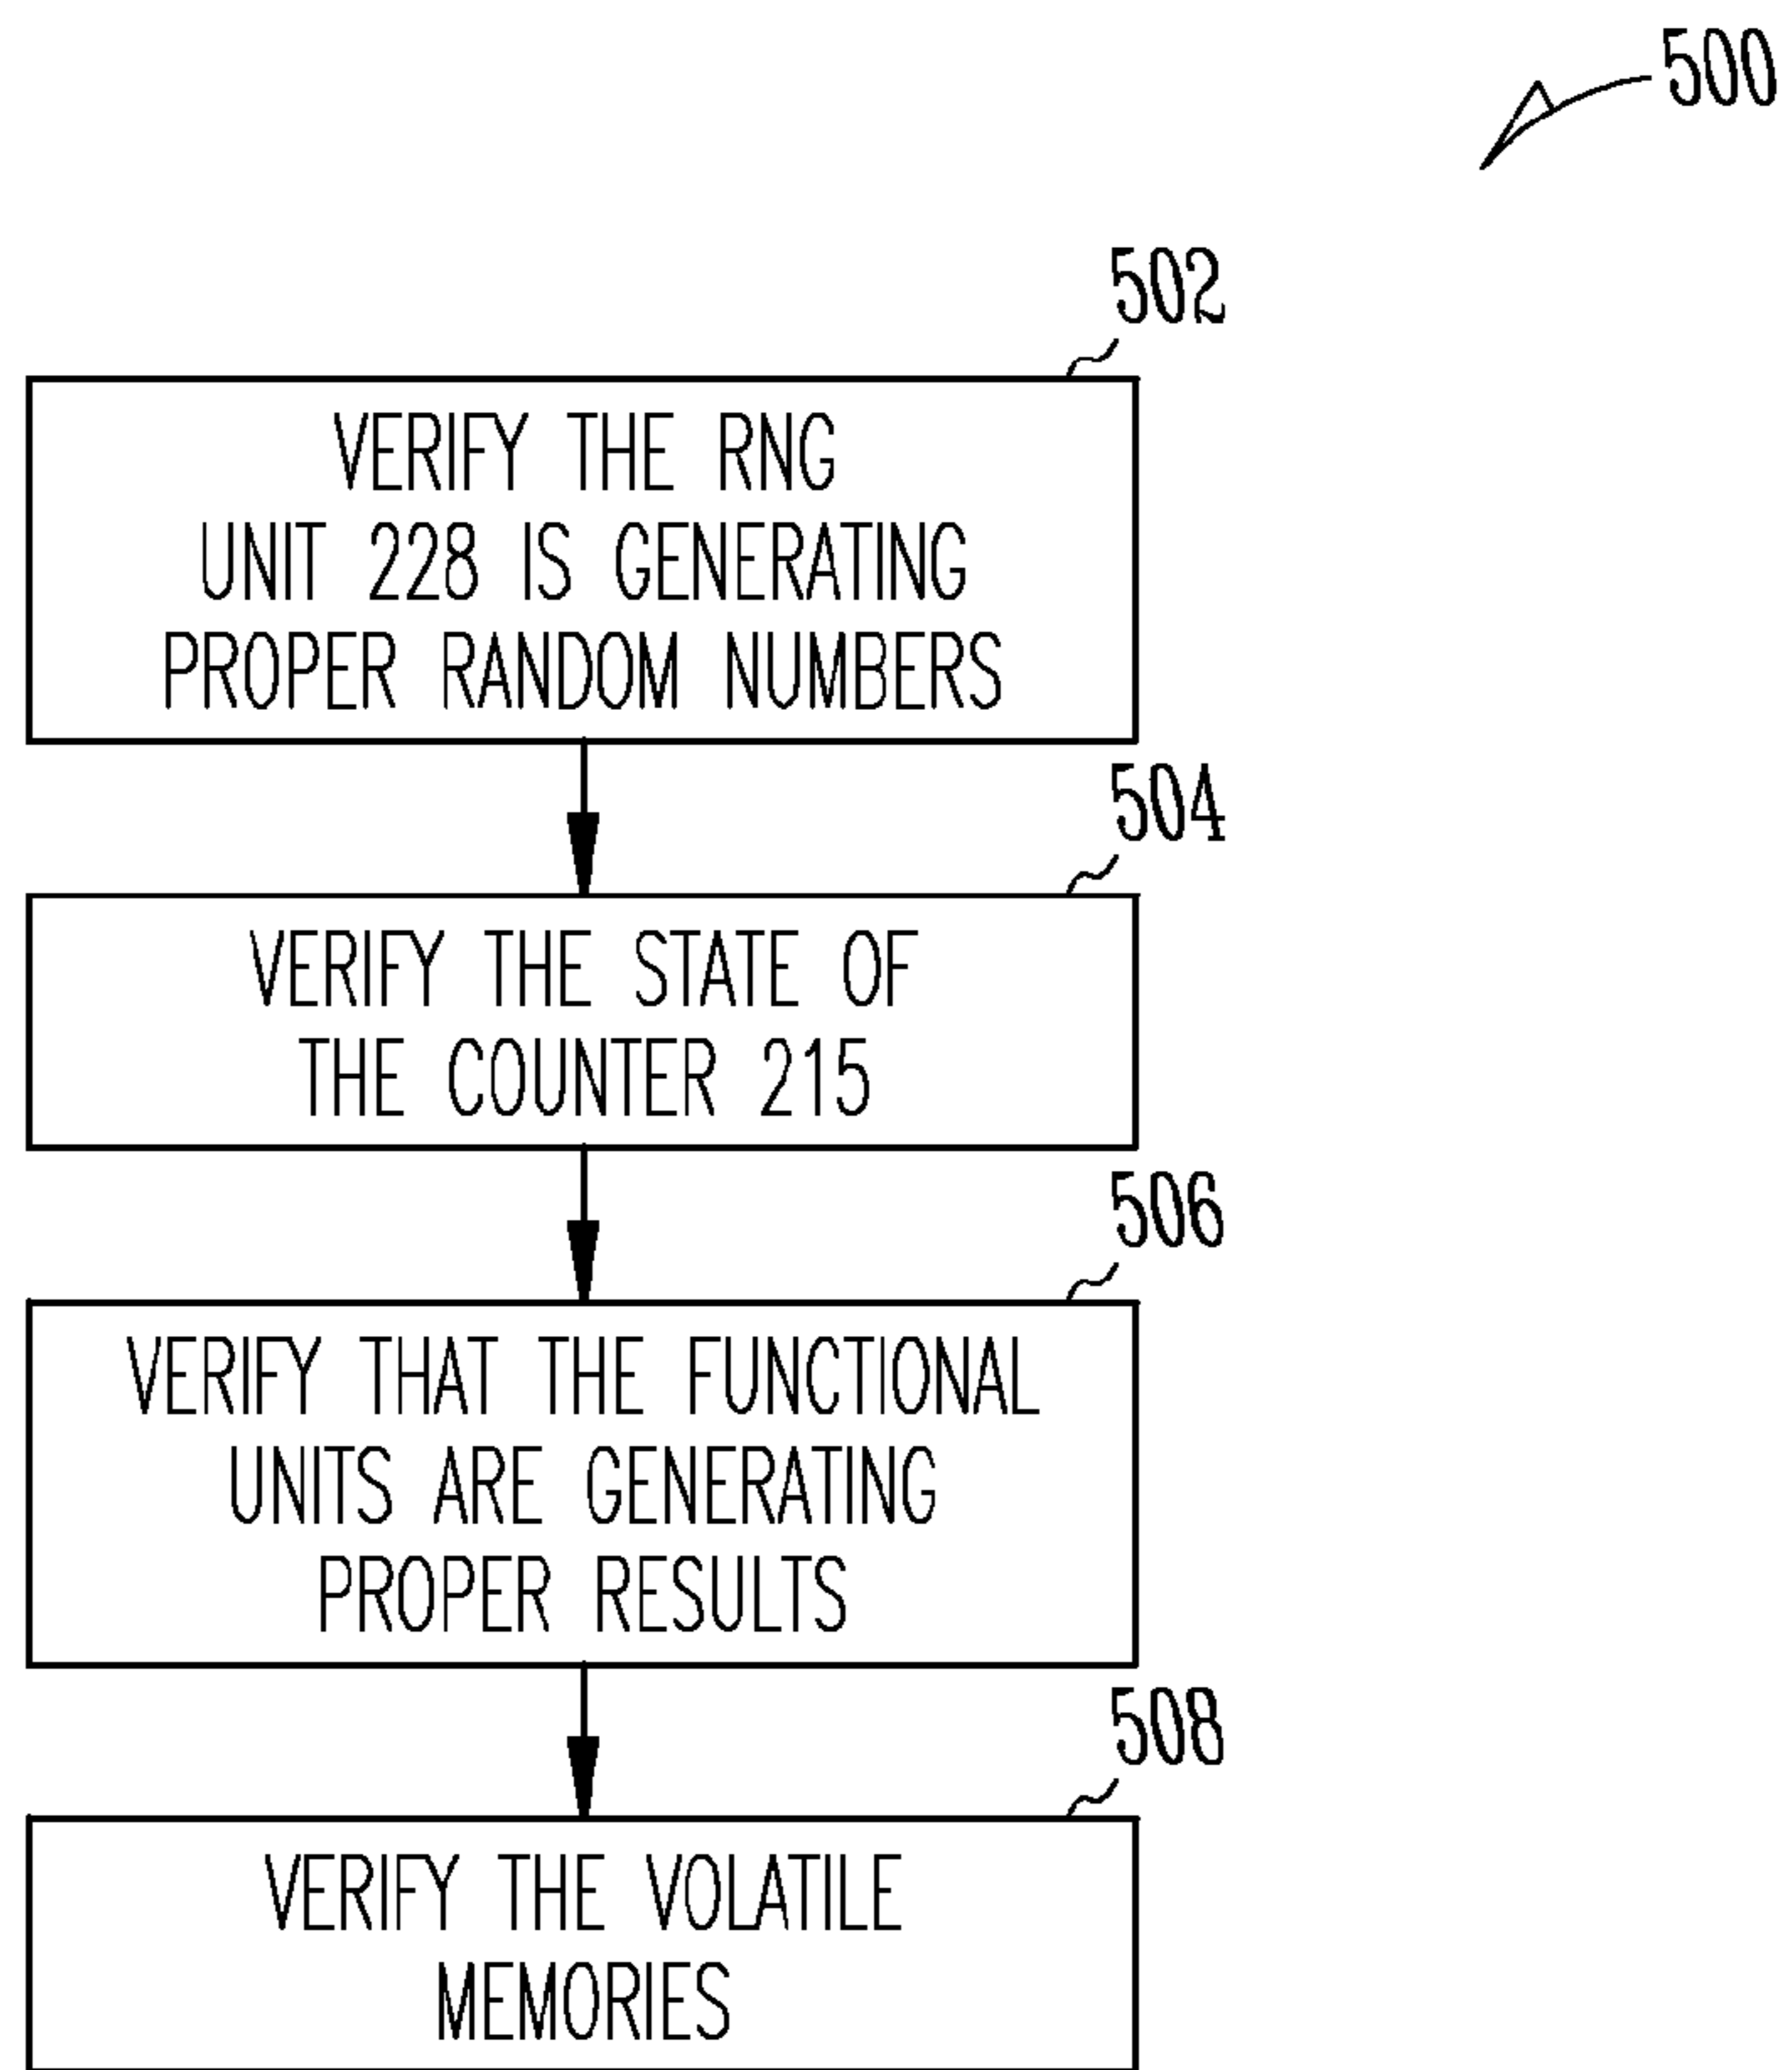 500
502
VERIFY THE RNG
UNIT 228 IS GENERATING
PROPER RANDOM NUMBERS
504
VERIFY THE STATE OF
THE COUNTER 215
506
VERIFY THAT THE FUNCTIONAL
UNITS ARE GENERATING
PROPER RESULTS
508
VERIFY THE VOLATILE
MEMORIES